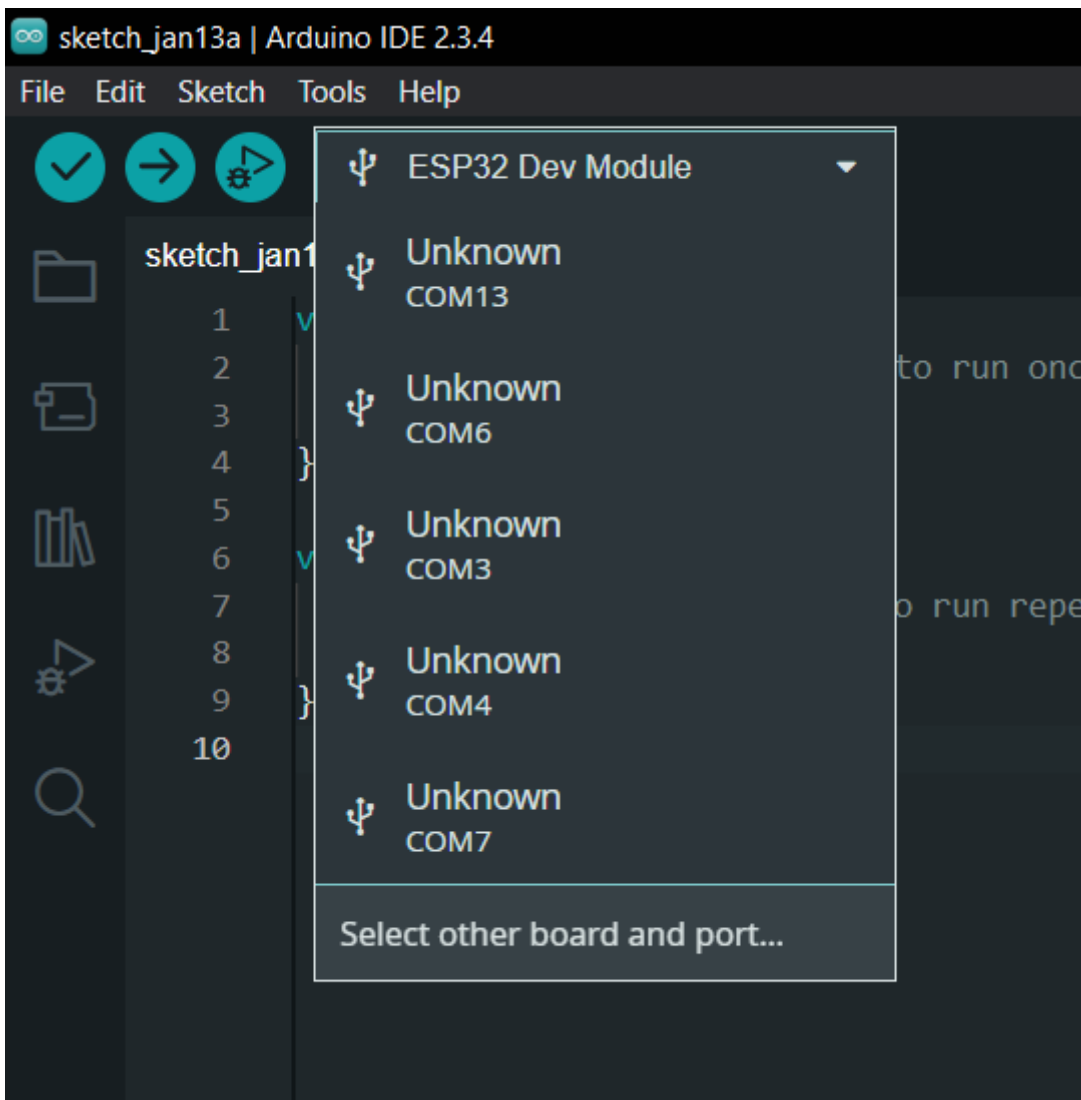 sketch_jan13a | Arduino IDE 2.3.4
File Edit Sketch Tools Help
ESP32 Dev Module
sketch_jan1
Unknown
COM13
1 v
2 to run onc
Unknown
3
COM6
4 }
5
Unknown
6 v
COM3
7 o run repe
8
Unknown
9 }
COM4
10
Unknown
COM7
Select other board and port...